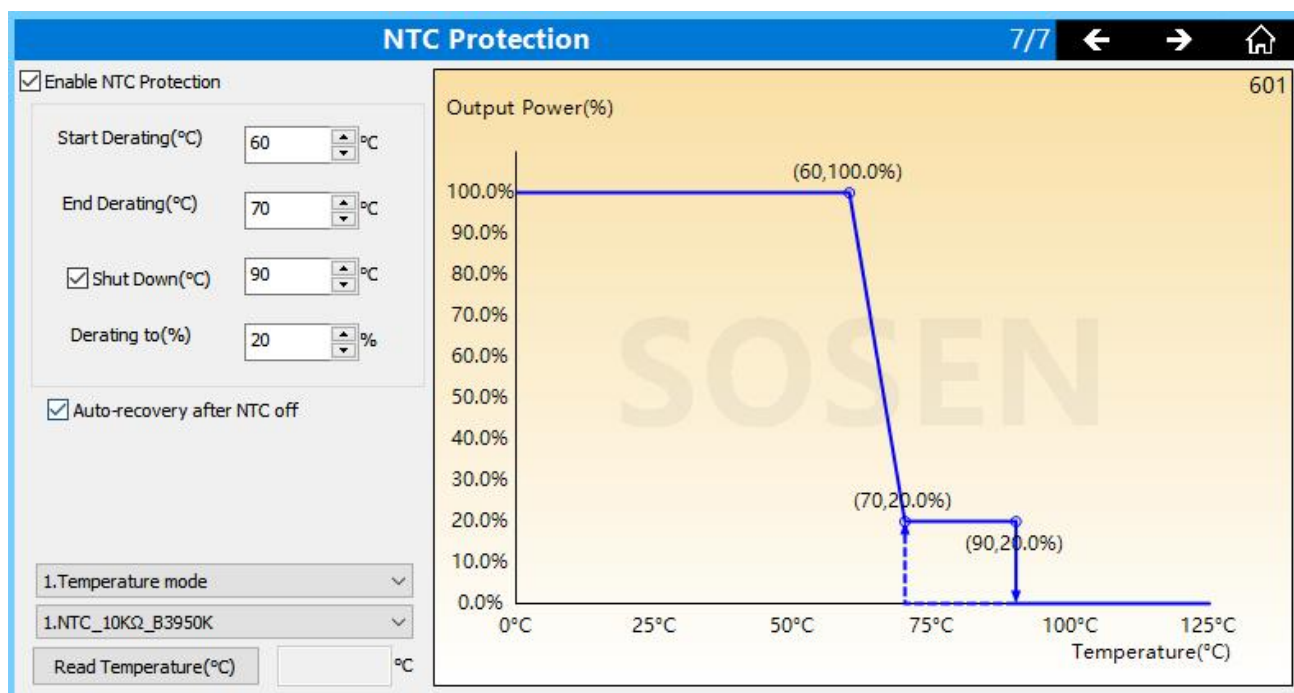 NTC Protection
7/7
Enable NTC Protection
Start Derating(°C)
60
°C
End Derating(°C)
70
°C
Shut Down(°C)
90
°C
Derating to(%)
20
%
Auto-recovery after NTC off
1.Temperature mode
1.NTC_10KΩ_B3950K
Read Temperature(°C)
°C
601
Output Power(%)
(60,100.0%)
100.0%
90.0%
80.0%
70.0%
60.0%
50.0%
40.0%
30.0%
20.0%
10.0%
0.0%
SOSEN
(70,20.0%)
(90,20.0%)
0°C
25°C
50°C
75°C
100°C
125°C
Temperature(°C)